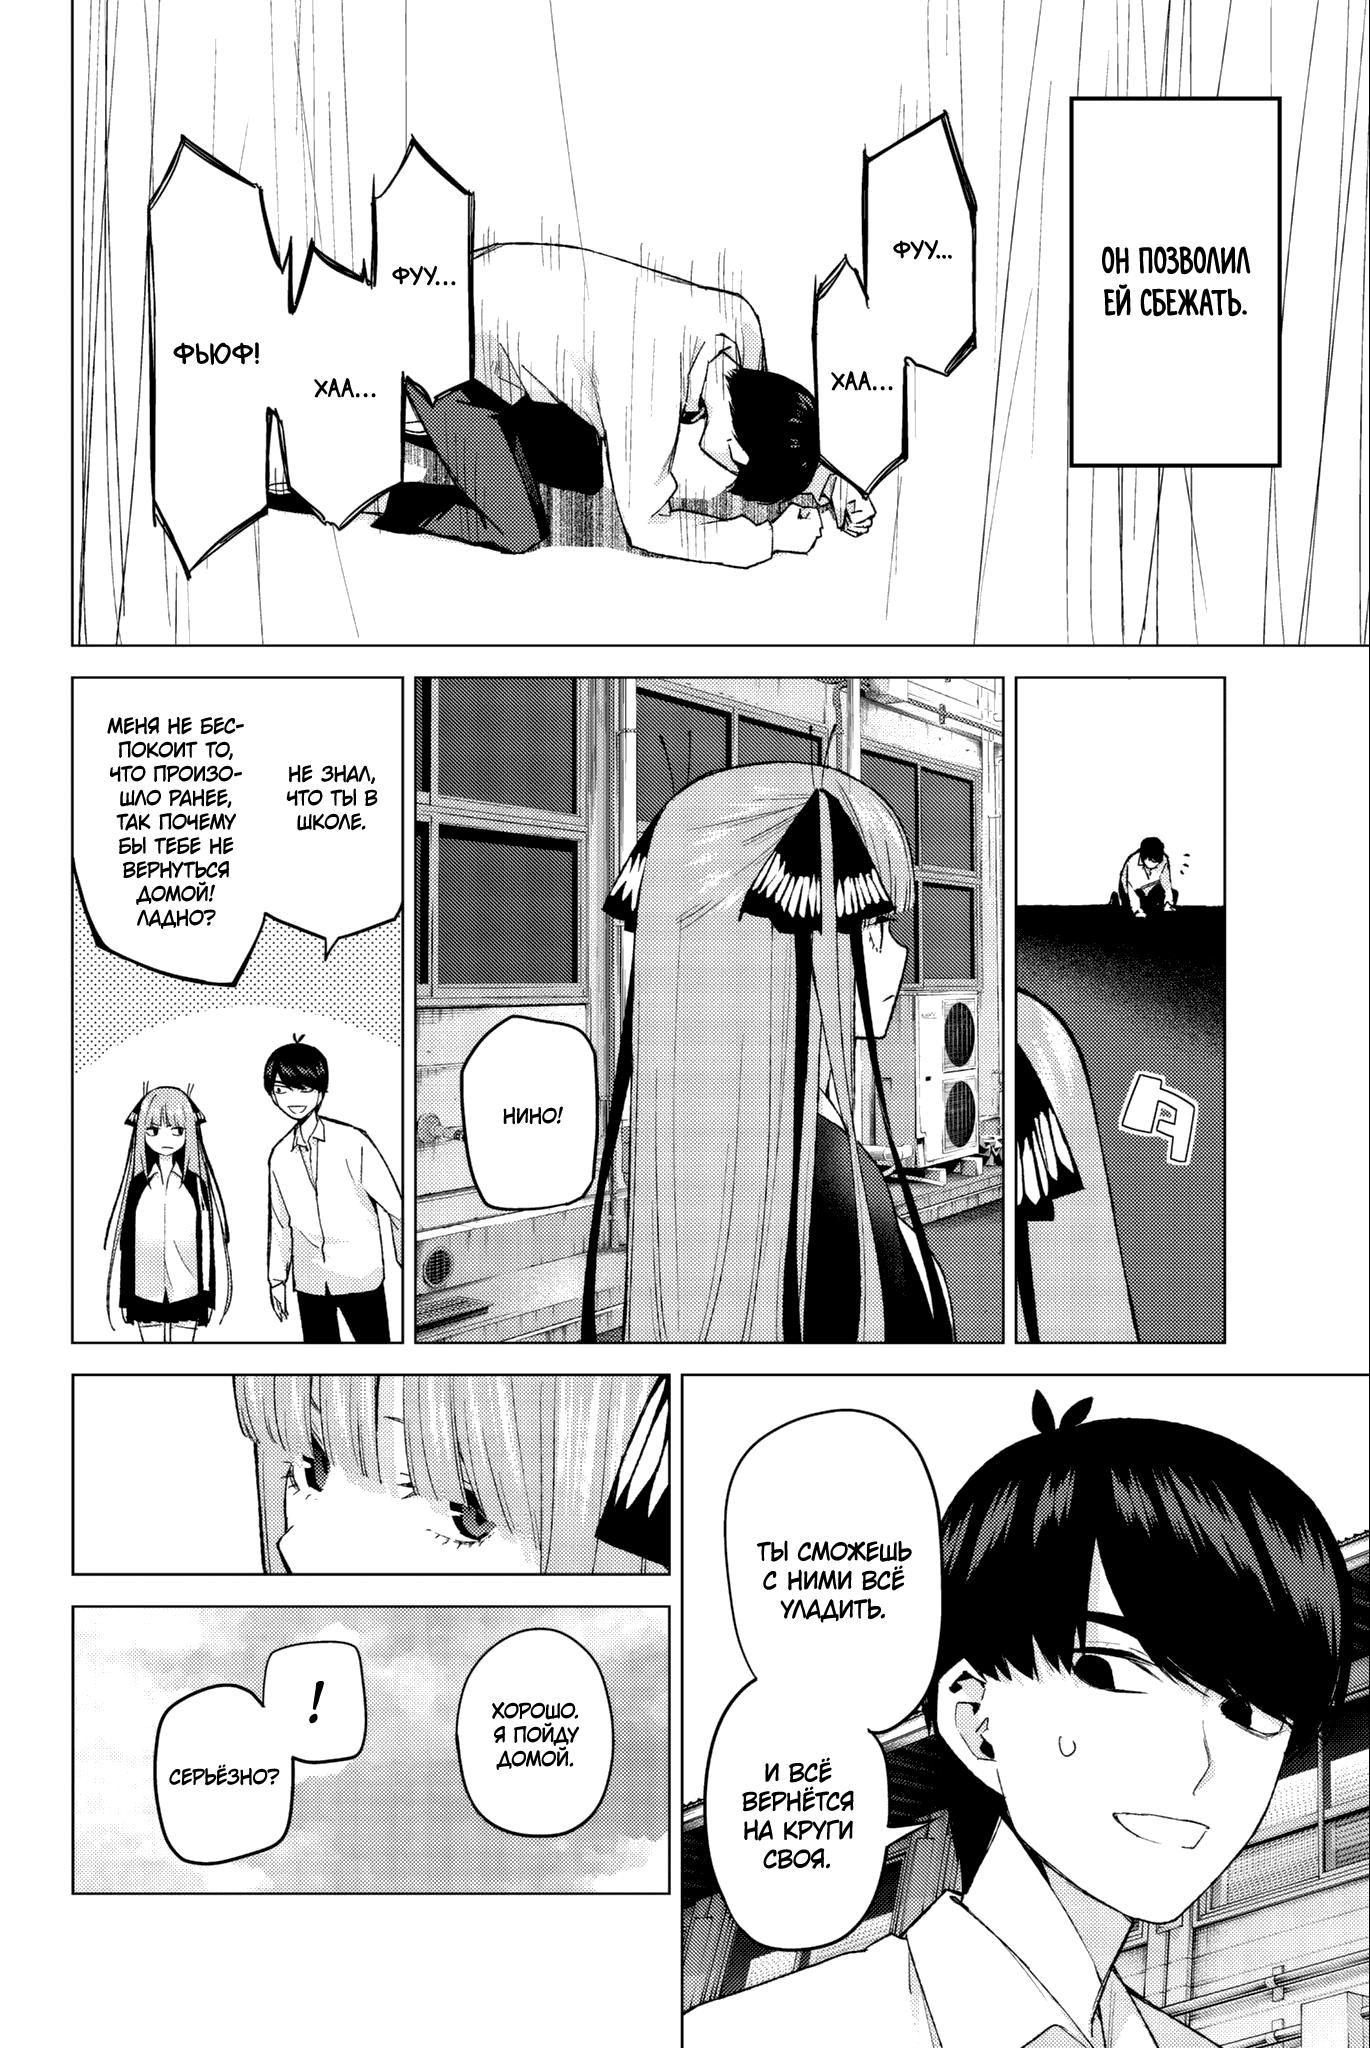 ОН ПОЗВОЛИЛ
ЕЙ СБЕЖАТЬ.
ФУУ...
ХАА...
ФУУ...
ХАА...
ФЬЮФ!
НИНО!
НЕ ЗНАЛ,
ЧТО ТЫ В
ШКОЛЕ.
МЕНЯ НЕ БЕС-
ПОКОИТ ТО,
ЧТО ПРОИЗО-
ШЛО РАНЕЕ,
ТАК ПОЧЕМУ
БЫ ТЕБЕ НЕ
ВЕРНУТЬСЯ
ДОМОЙ!
ЛАДНО?
ТЫ СМОЖЕШЬ
С НИМИ ВСЁ
УЛАДИТЬ.
И ВСЁ
ВЕРНЁТСЯ
НА КРУГИ
СВОЯ.
ХОРОШО.
Я ПОЙДУ
ДОМОЙ.
!
СЕРЬЁЗНО?